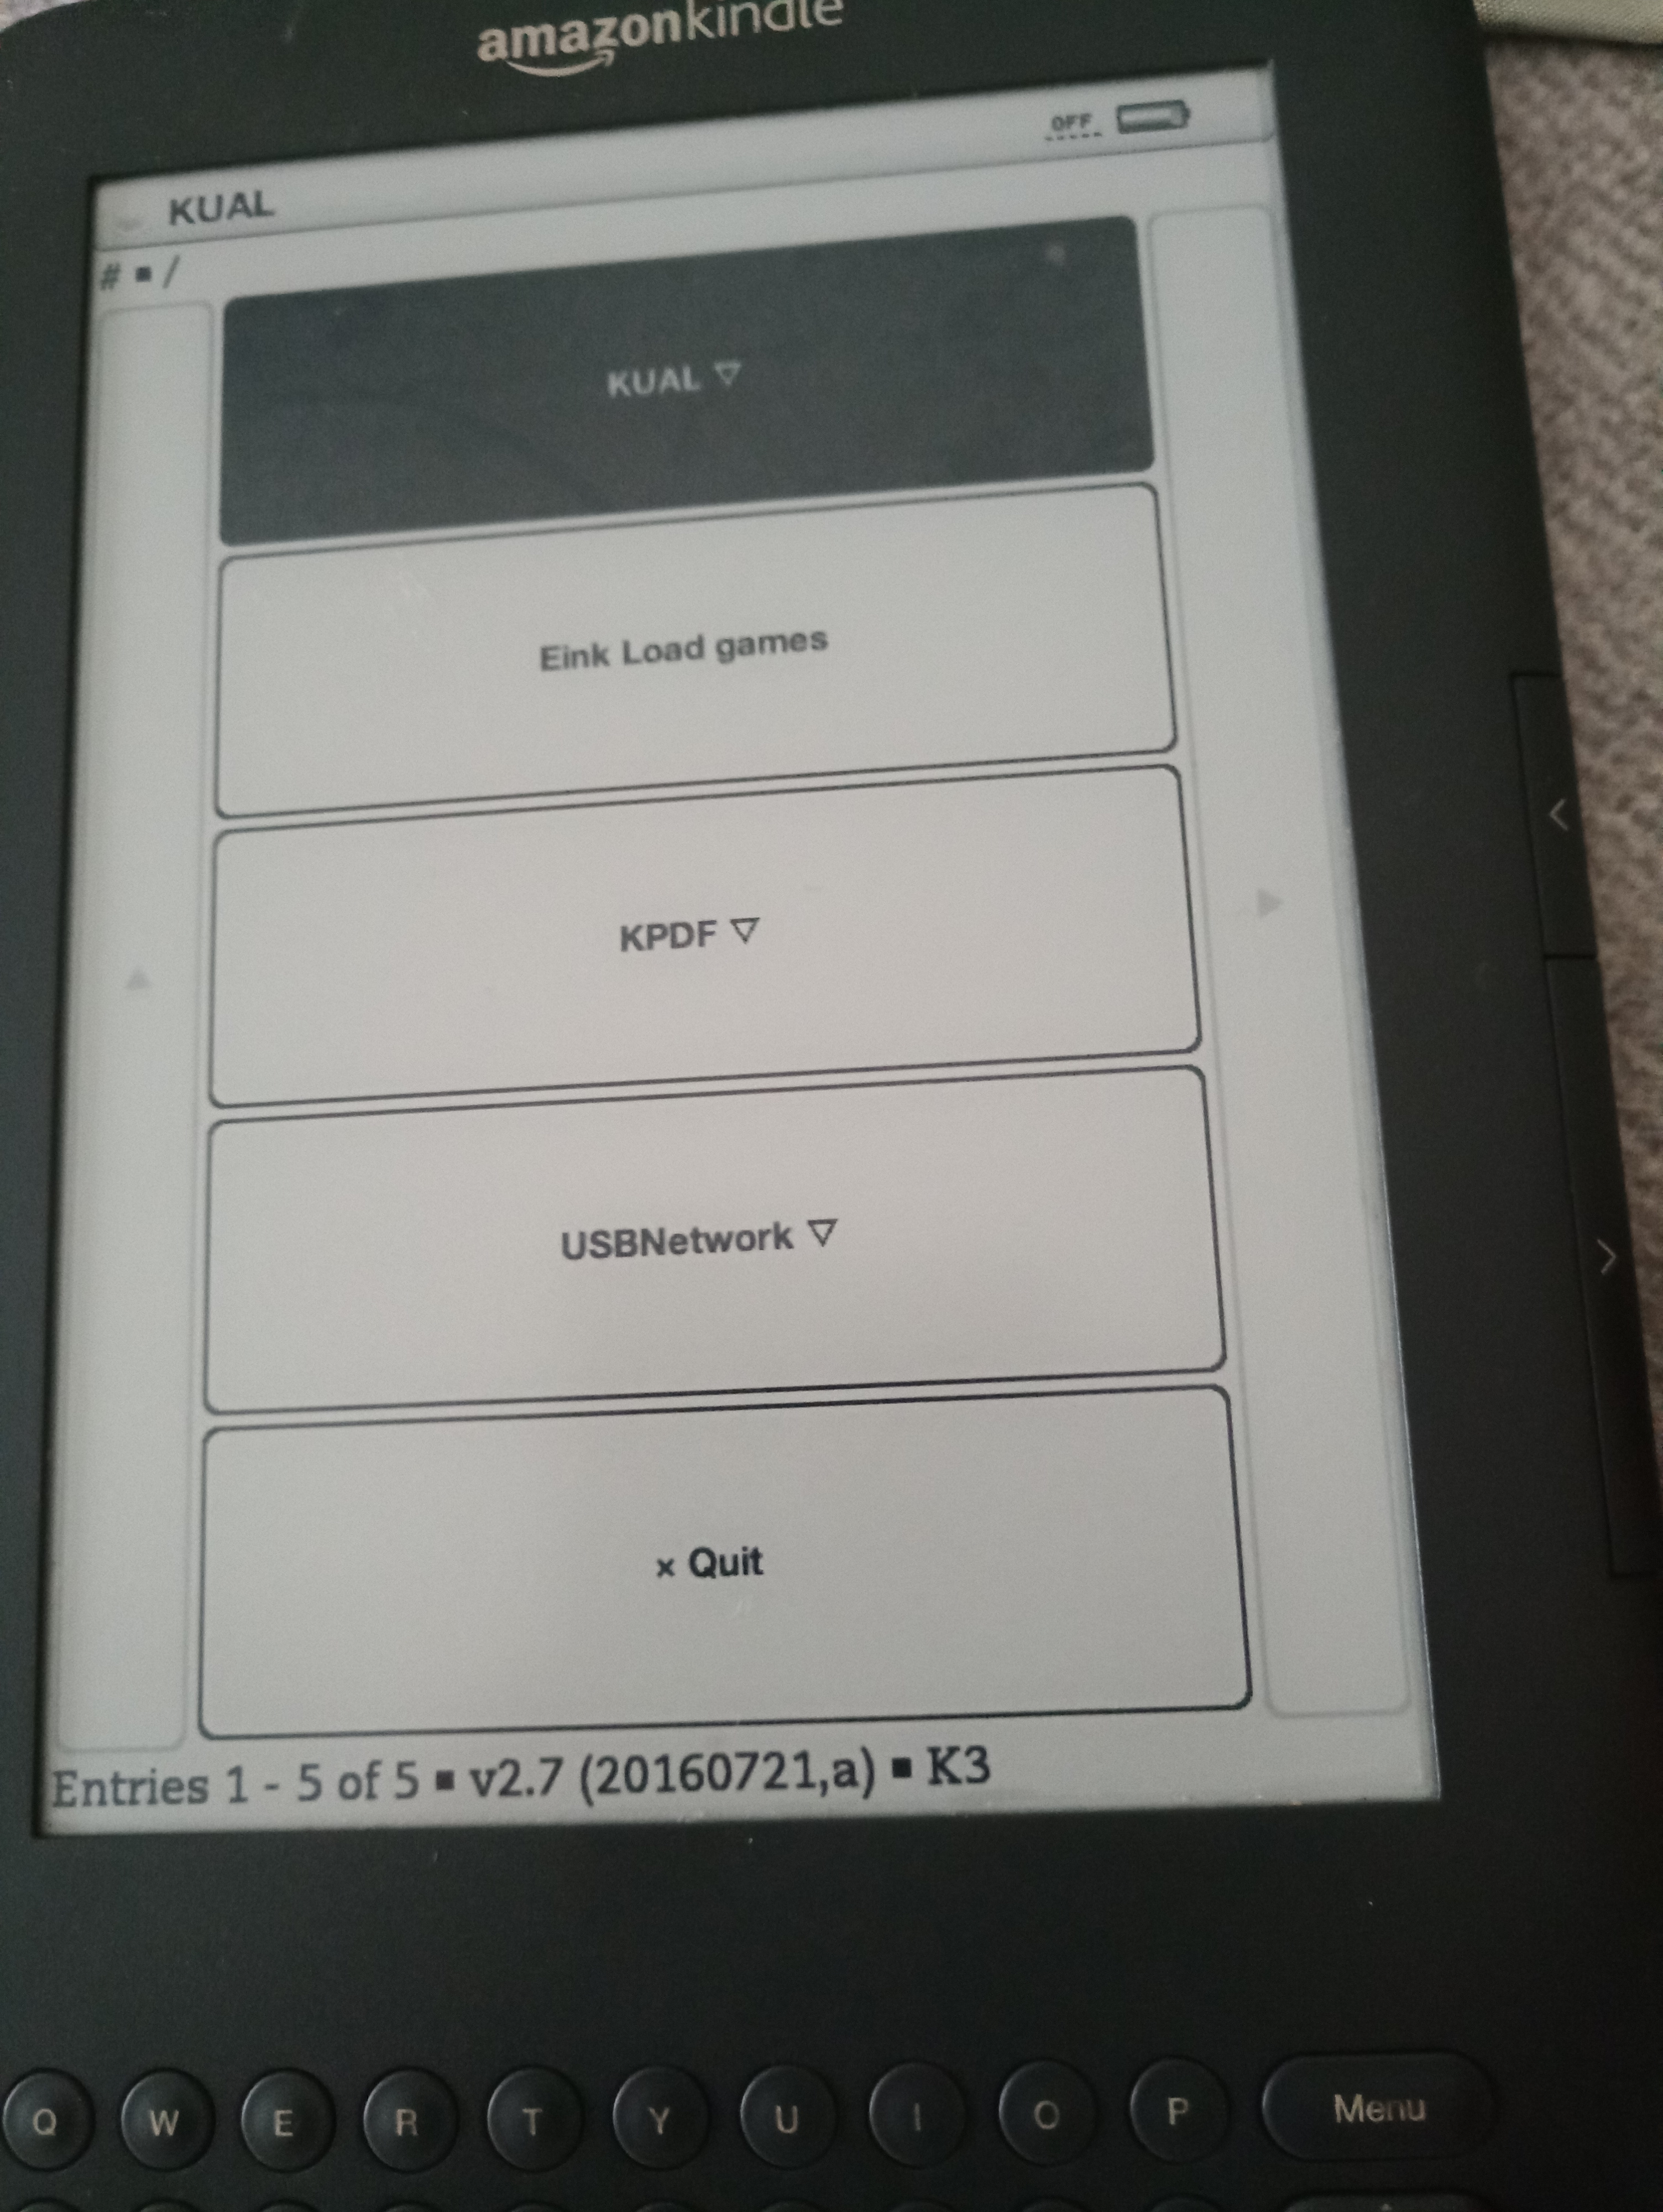 amazonkindle
OFF
KUAL
# ▪ /
KUAL ▽
Eink Load games
KPDF ▽
USBNetwork ▽
× Quit
Entries 1 - 5 of 5 ▪ v2.7 (20160721,a) ▪ K3
Q W E R T Y U I O P Menu